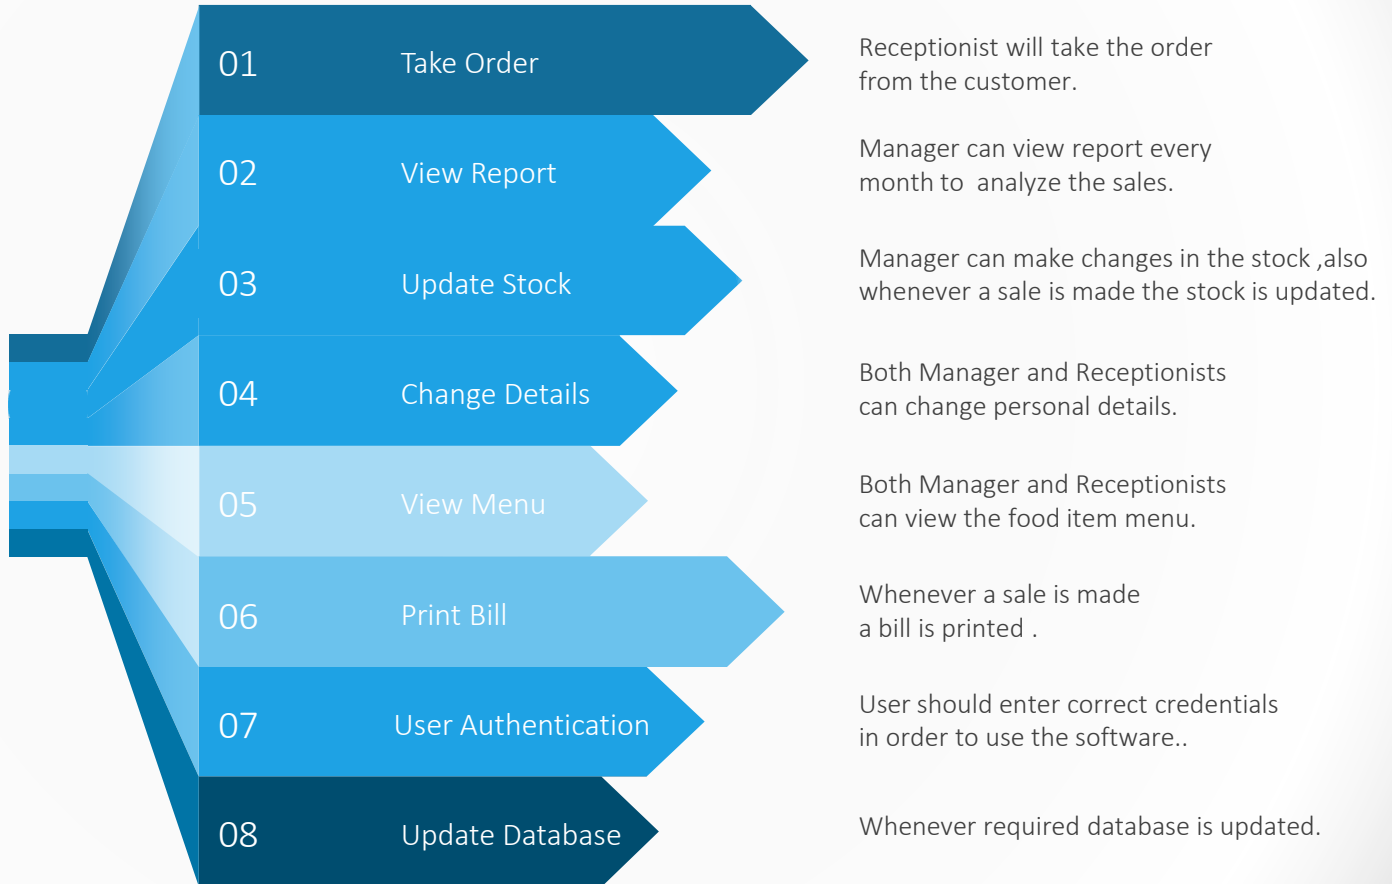 01
Take Order
Receptionist will take the order
from the customer.
02
View Report
Manager can view report every
month to  analyze the sales.
03
Update Stock
Manager can make changes in the stock ,also
whenever a sale is made the stock is updated.
04
Change Details
Both Manager and Receptionists
can change personal details.
05
View Menu
Both Manager and Receptionists
can view the food item menu.
06
Print Bill
Whenever a sale is made
a bill is printed .
07
User Authentication
User should enter correct credentials
in order to use the software..
08
Update Database
Whenever required database is updated.